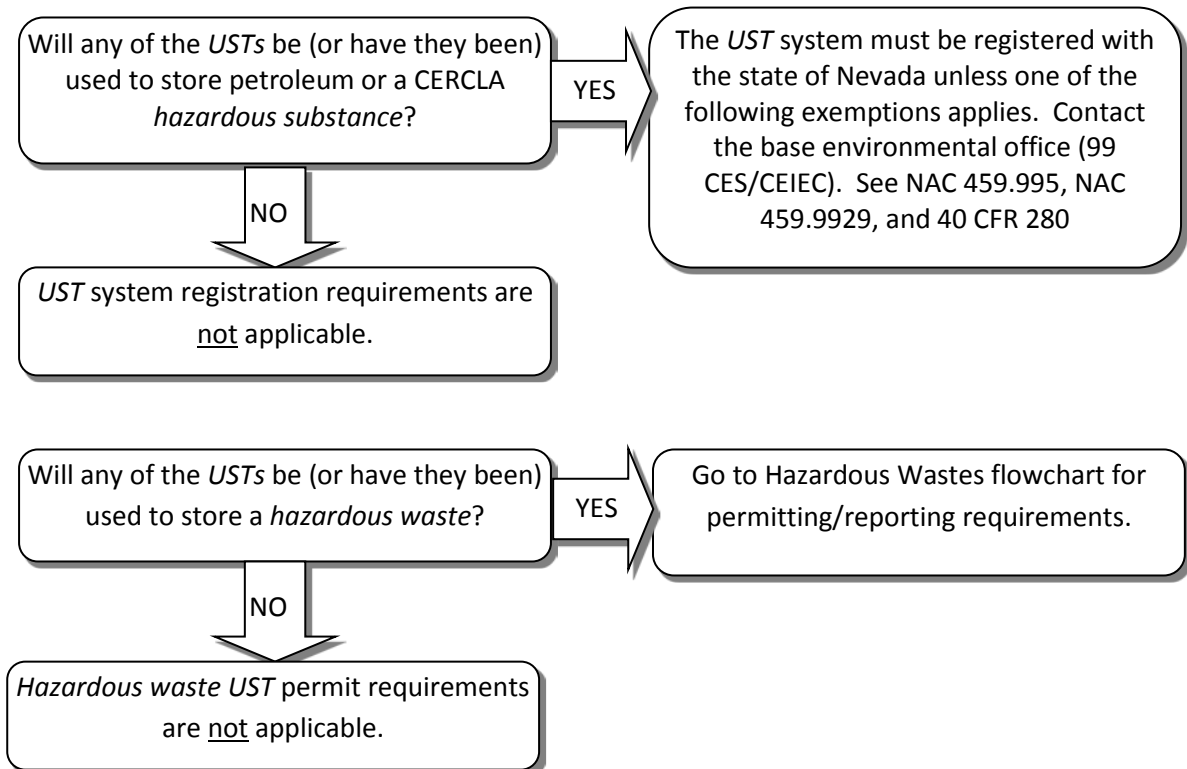 Will any of the USTs be (or have they been)
used to store petroleum or a CERCLA
hazardous substance?
YES
The UST system must be registered with
the state of Nevada unless one of the
following exemptions applies.  Contact
the base environmental office (99
CES/CEIEC).  See NAC 459.995, NAC
459.9929, and 40 CFR 280
NO
UST system registration requirements are
not applicable.
Will any of the USTs be (or have they been)
used to store a hazardous waste?
YES
Go to Hazardous Wastes flowchart for
permitting/reporting requirements.
NO
Hazardous waste UST permit requirements
are not applicable.